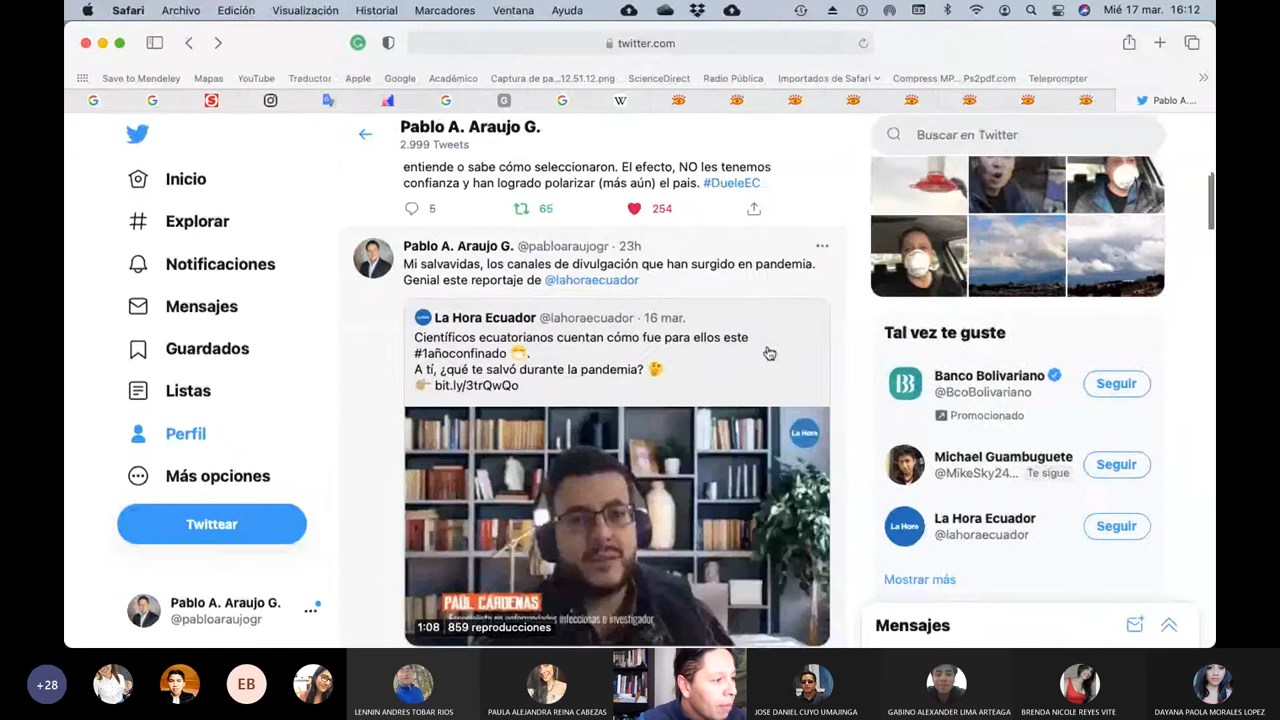 Safari Archivo Edición Visualización Historial Marcadores Ventana Ayuda Mié 17 mar. 16:12
twitter.com
Save to Mendeley Mapas YouTube Traductor Apple Google Académico Captura de pa...12.51.12.png ScienceDirect Radio Pública Importados de Safari Compress MP... Ps2pdf.com Teleprompter
Pablo A....
Inicio
Explorar
Notificaciones
Mensajes
Guardados
Listas
Perfil
Más opciones
Twittear
Pablo A. Araujo G.
@pabloaraujogr
Pablo A. Araujo G.
2.999 Tweets
entiende o sabe cómo seleccionaron. El efecto, NO les tenemos
confianza y han logrado polarizar (más aún) el pais. #DueleEC
5 65 254
Pablo A. Araujo G. @pabloaraujogr · 23h
Mi salvavidas, los canales de divulgación que han surgido en pandemia.
Genial este reportaje de @lahoraecuador
La Hora Ecuador @lahoraecuador · 16 mar.
Científicos ecuatorianos cuentan cómo fue para ellos este
#1añoconfinado .
A tí, ¿qué te salvó durante la pandemia?
bit.ly/3trQwQo
La Hora
PAÚL CÁRDENAS
Especialista en enfermedades infecciosas e investigador
1:08 859 reproducciones
Buscar en Twitter
Tal vez te guste
Banco Bolivariano
@BcoBolivariano
Seguir
Promocionado
Michael Guambuguete
@MikeSky24... Te sigue
Seguir
La Hora
La Hora Ecuador
@lahoraecuador
Seguir
Mostrar más
Mensajes
+28
EB
LENNIN ANDRES TOBAR RIOS
PAULA ALEJANDRA REINA CABEZAS
JOSE DANIEL CUYO UMAJINGA
GABINO ALEXANDER LIMA ARTEAGA
BRENDA NICOLE REYES VITE
DAYANA PAOLA MORALES LOPEZ